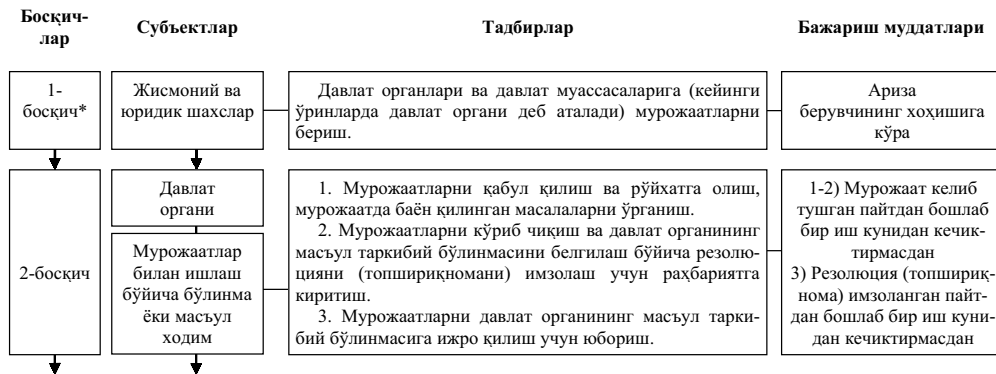 Босқич-
лар
Субъектлар
Тадбирлар
Бажариш муддатлари
1-
босқич*
Жисмоний ва
юридик шахслар
Давлат органлари ва давлат муассасаларига (кейинги
ўринларда давлат органи деб аталади) мурожаатларни
бериш.
Ариза
берувчининг хоҳишига
кўра
2-босқич
Давлат
органи
Мурожаатлар
билан ишлаш
бўйича бўлинма
ёки масъул
ходим
1. Мурожаатларни қабул қилиш ва рўйхатга олиш,
мурожаатда баён қилинган масалаларни ўрганиш.
2. Мурожаатларни кўриб чиқиш ва давлат органининг
масъул таркибий бўлинмасини белгилаш бўйича резолю-
цияни (топшириқномани) имзолаш учун раҳбариятга
киритиш.
3. Мурожаатларни давлат органининг масъул тарки-
бий бўлинмасига ижро қилиш учун юбориш.
1-2) Мурожаат келиб
тушган пайтдан бошлаб
бир иш кунидан кечик-
тирмасдан
3) Резолюция (топшириқ-
нома) имзоланган пайт-
дан бошлаб бир иш куни-
дан кечиктирмасдан